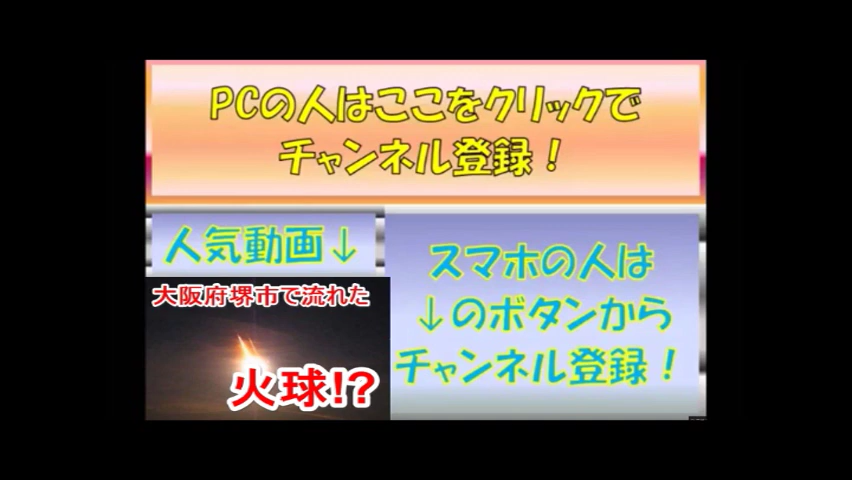 PCの人はここをクリックで
チャンネル登録！
人気動画↓
大阪府堺市で流れた
火球!?
スマホの人は
↓のボタンから
チャンネル登録！